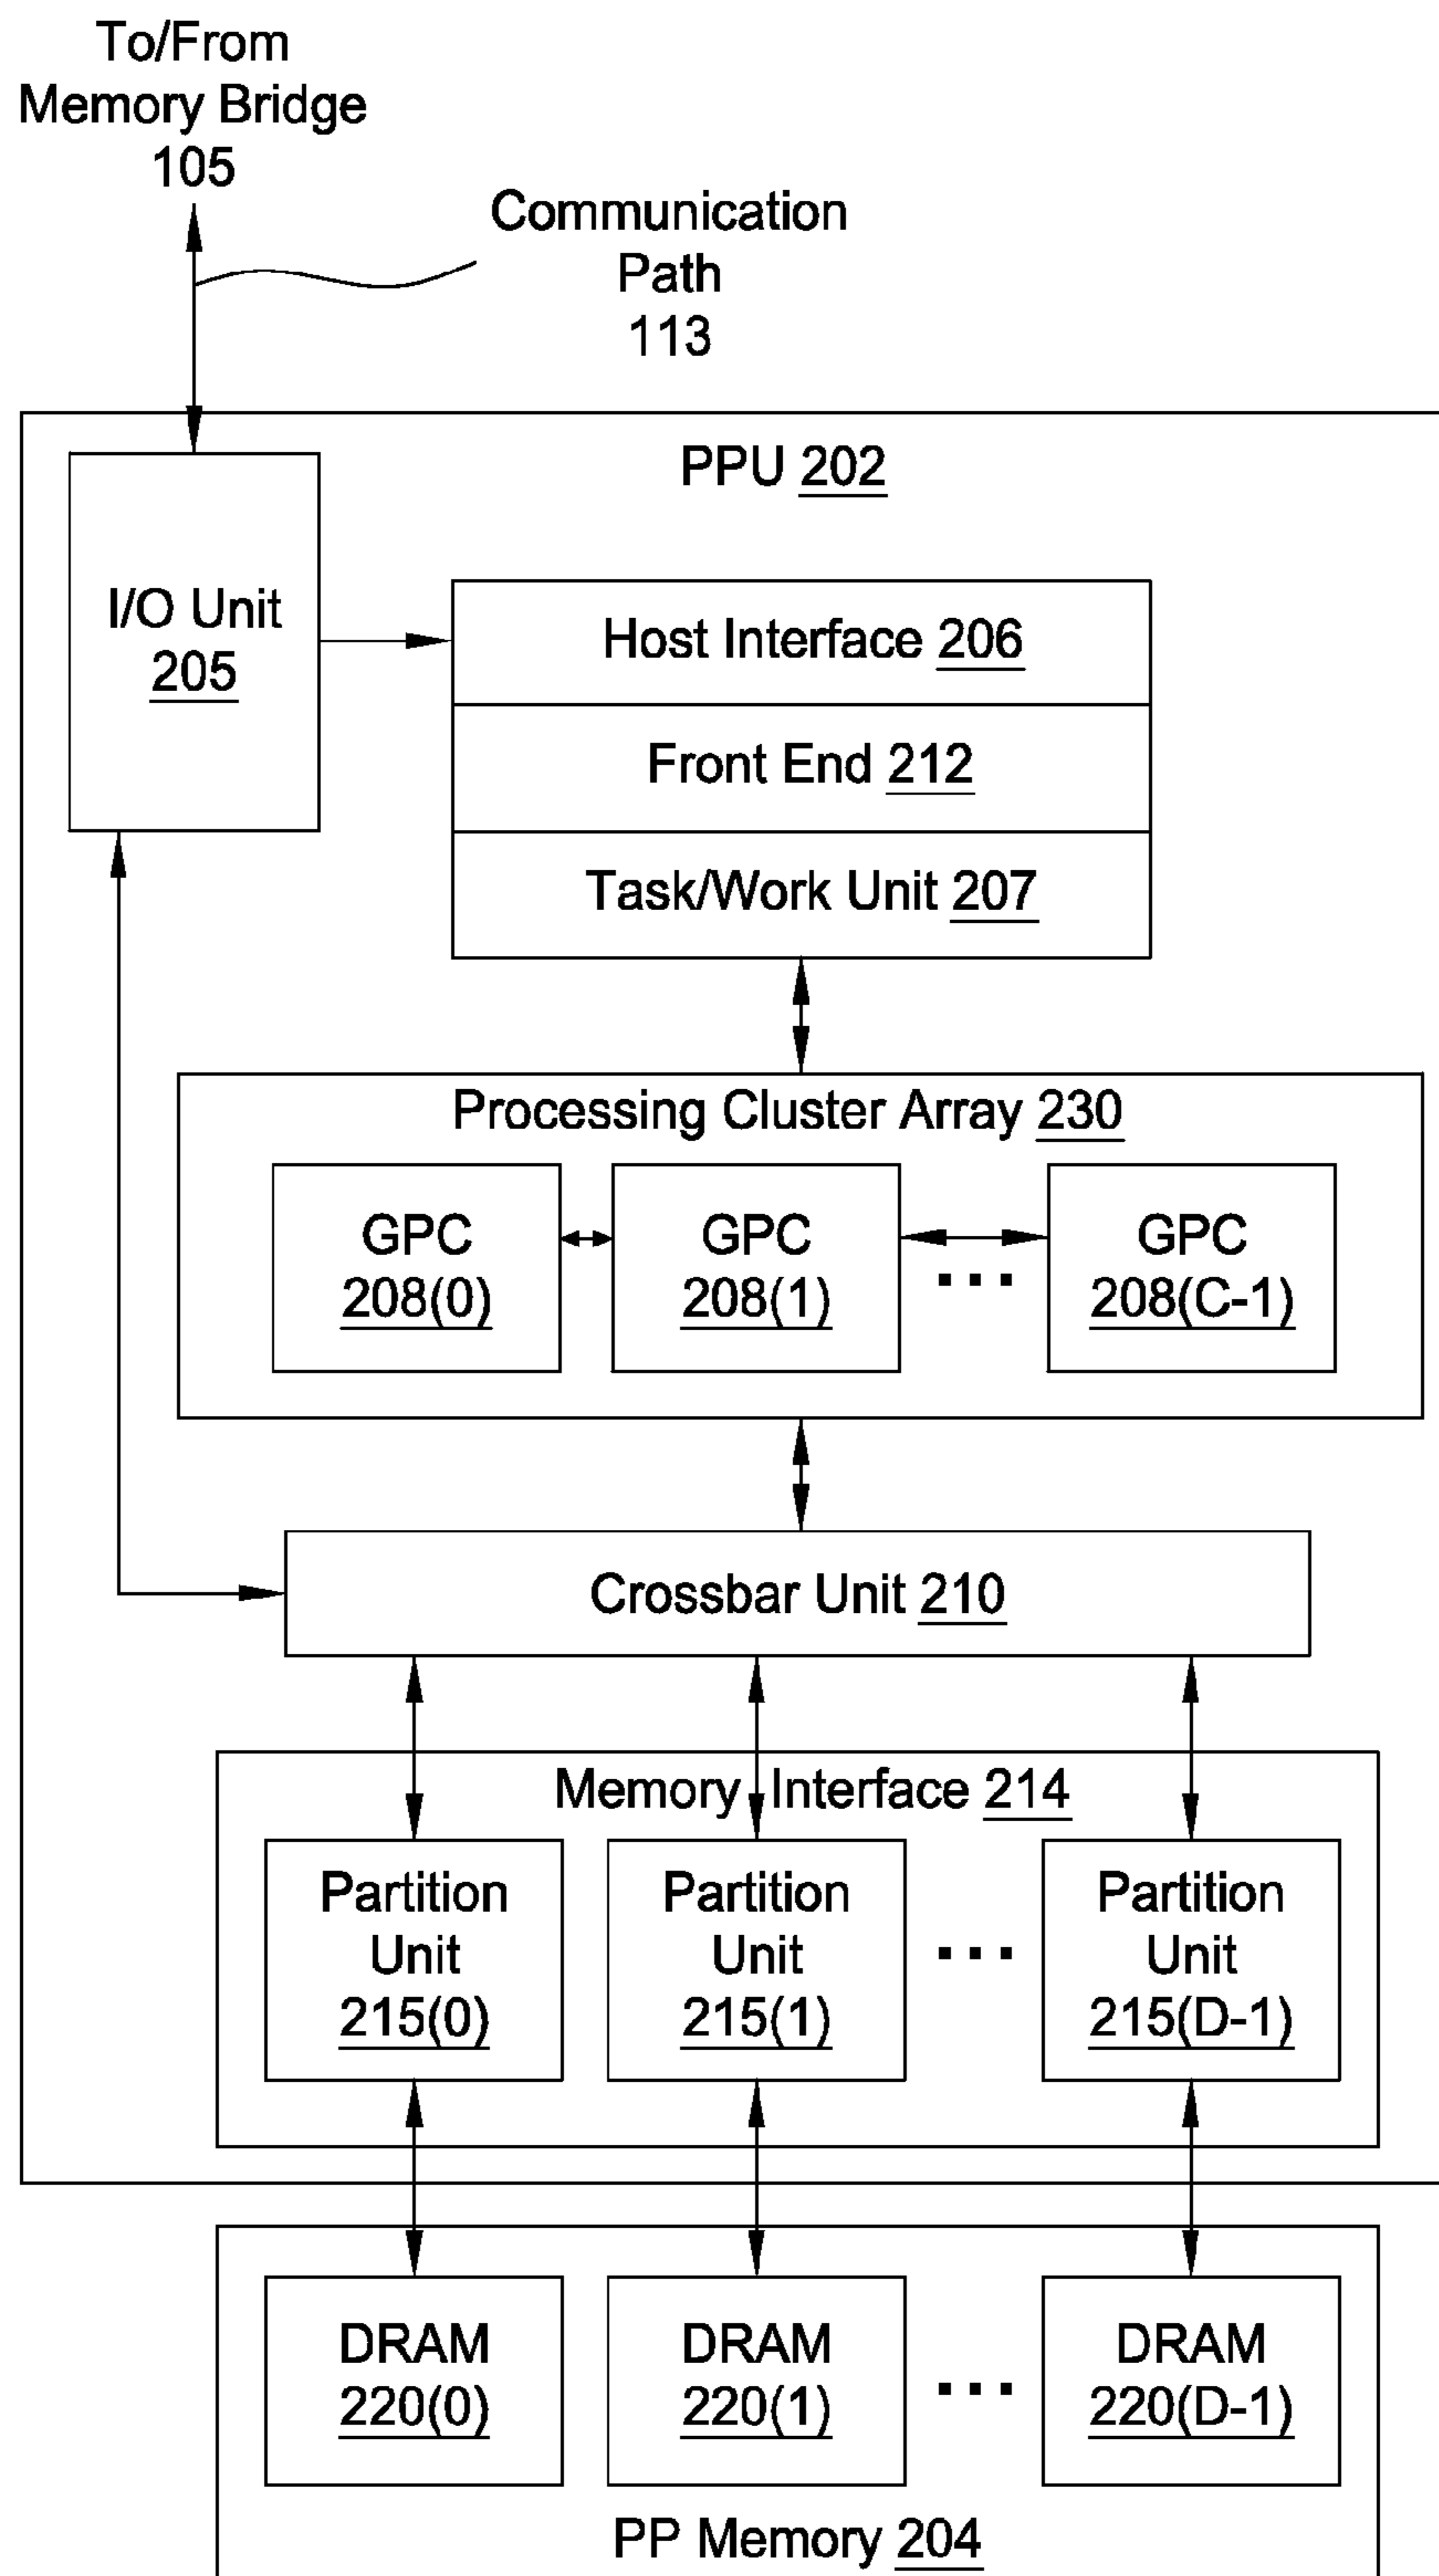 To/From
Memory Bridge
105
Communication
Path
113
PPU 202
I/O Unit
205
Host Interface 206
Front End 212
Task/Work Unit 207
Processing Cluster Array 230
GPC
208(0)
GPC
208(1)
...
GPC
208(C-1)
Crossbar Unit 210
Memory Interface 214
Partition
Unit
215(0)
Partition
Unit
215(1)
...
Partition
Unit
215(D-1)
DRAM
220(0)
DRAM
220(1)
...
DRAM
220(D-1)
PP Memory 204